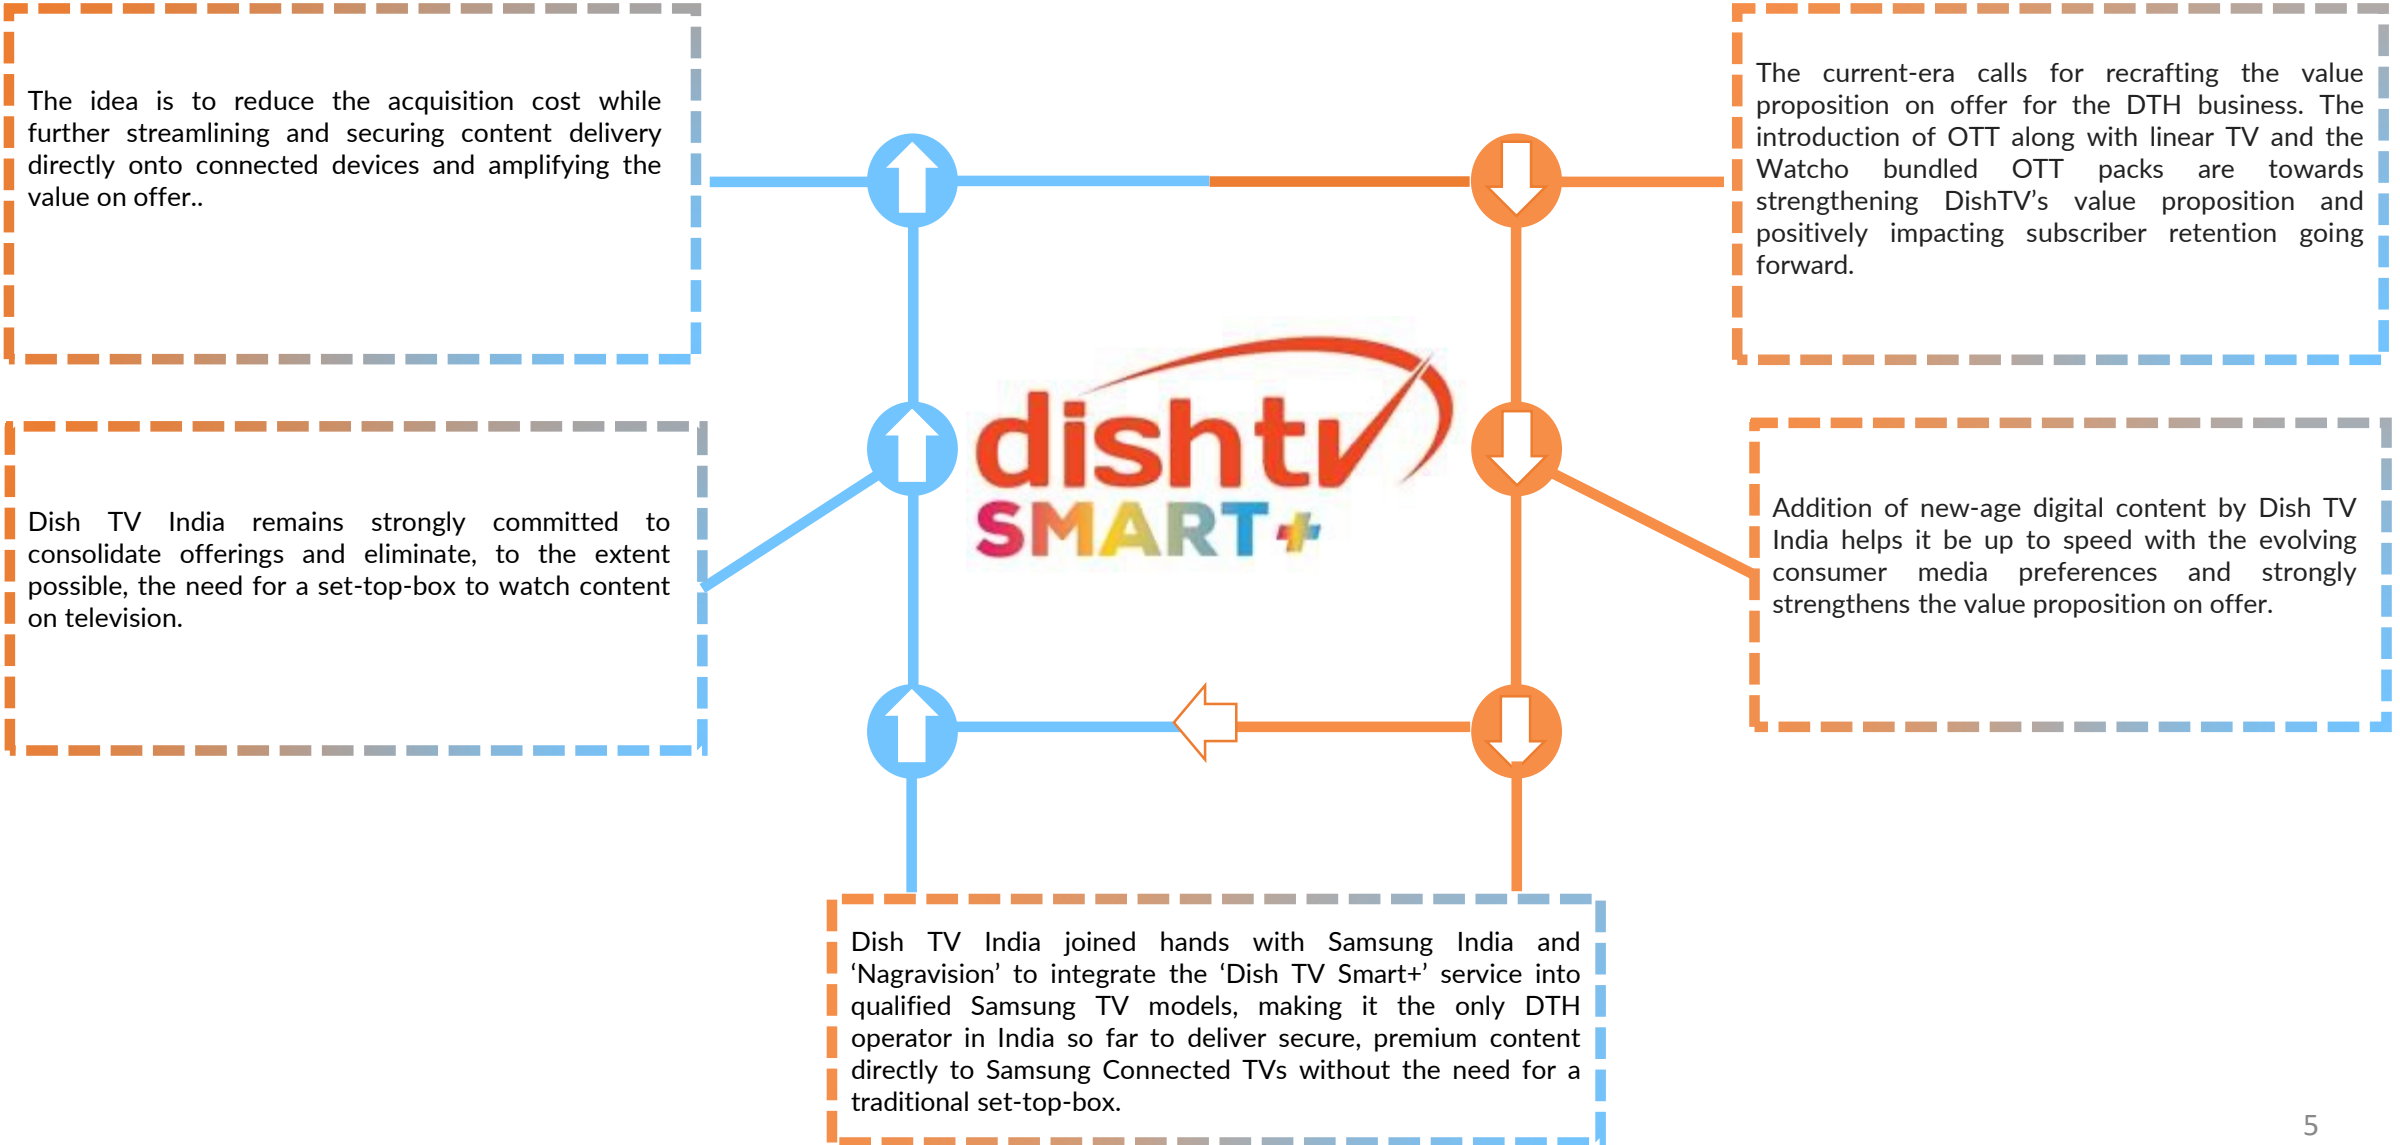 The idea is to reduce the acquisition cost while
further streamlining and securing content delivery
directly onto connected devices and amplifying the
value on offer..
The current-era calls for recrafting the value
proposition on offer for the DTH business. The
introduction of OTT along with linear TV and the
Watcho bundled OTT packs are towards
strengthening DishTV’s value proposition and
positively impacting subscriber retention going
forward.
dishtv
SMART+
Dish TV India remains strongly committed to
consolidate offerings and eliminate, to the extent
possible, the need for a set-top-box to watch content
on television.
Addition of new-age digital content by Dish TV
India helps it be up to speed with the evolving
consumer media preferences and strongly
strengthens the value proposition on offer.
Dish TV India joined hands with Samsung India and
‘Nagravision’ to integrate the ‘Dish TV Smart+’ service into
qualified Samsung TV models, making it the only DTH
operator in India so far to deliver secure, premium content
directly to Samsung Connected TVs without the need for a
traditional set-top-box.
5